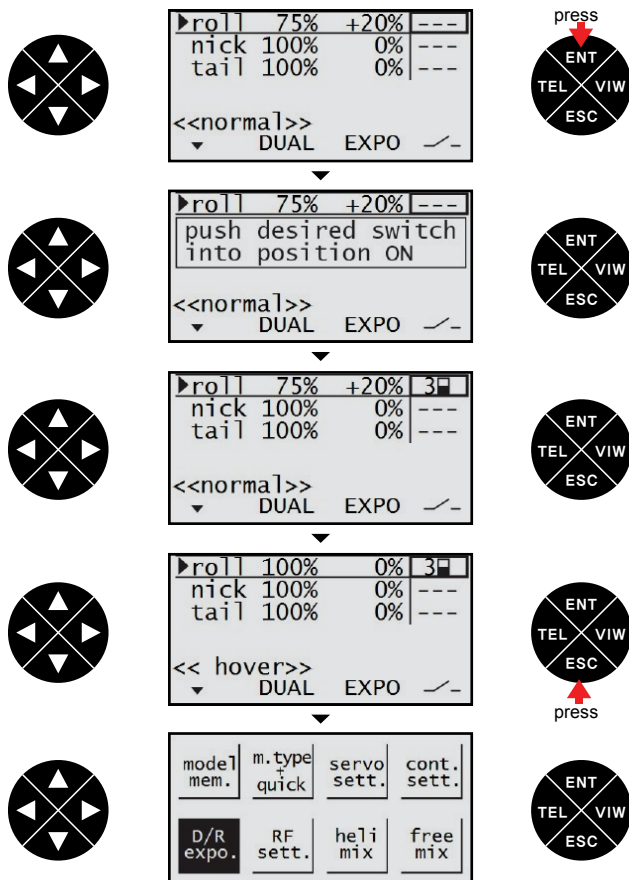 press
▶roll 75% +20% ---
nick 100% 0% ---
tail 100% 0% ---
<<normal>>
▼ DUAL EXPO
ENT
TEL VIW
ESC
▶roll 75% +20% ---
push desired switch
into position ON
<<normal>>
▼ DUAL EXPO
ENT
TEL VIW
ESC
▶roll 75% +20% 3
nick 100% 0% ---
tail 100% 0% ---
<<normal>>
▼ DUAL EXPO
ENT
TEL VIW
ESC
▶roll 100% 0% 3
nick 100% 0% ---
tail 100% 0% ---
<< hover>>
▼ DUAL EXPO
ENT
TEL VIW
ESC
press
model m.type servo cont.
mem. + quick sett. sett.
D/R RF heli free
expo. sett. mix mix
ENT
TEL VIW
ESC